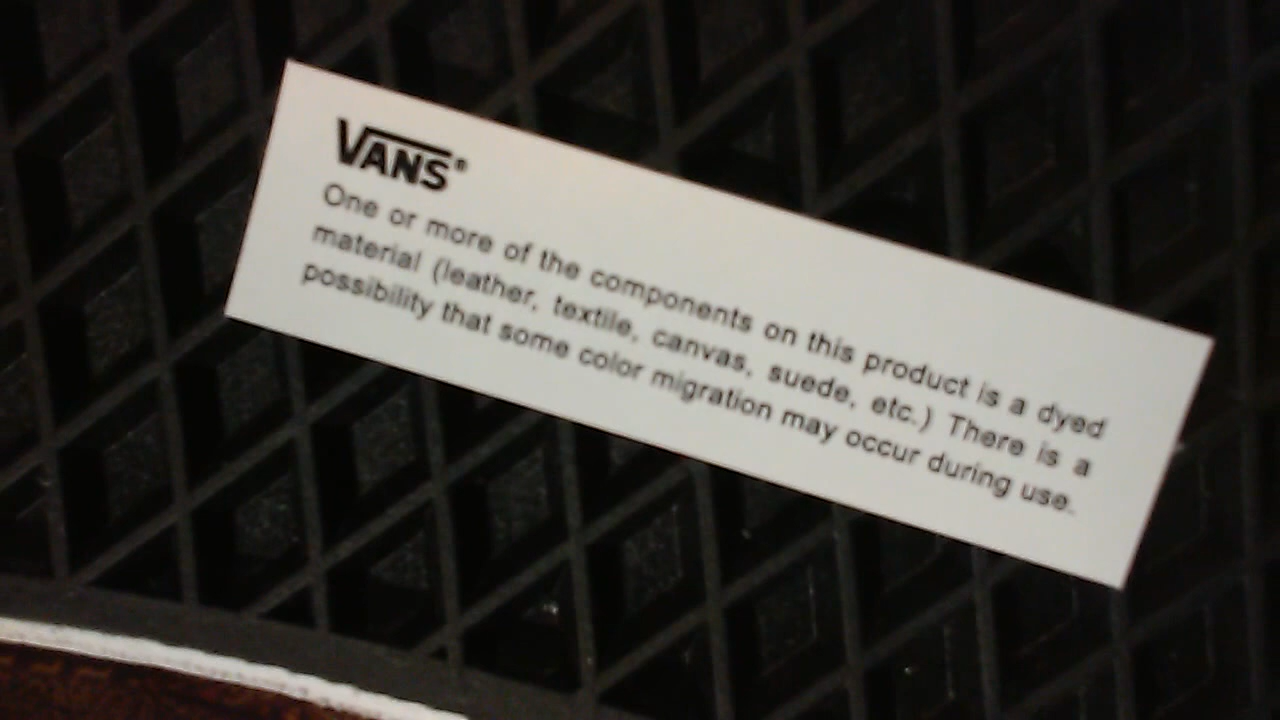 VANS®
One or more of the components on this product is a dyed
material (leather, textile, canvas, suede, etc.) There is a
possibility that some color migration may occur during use.